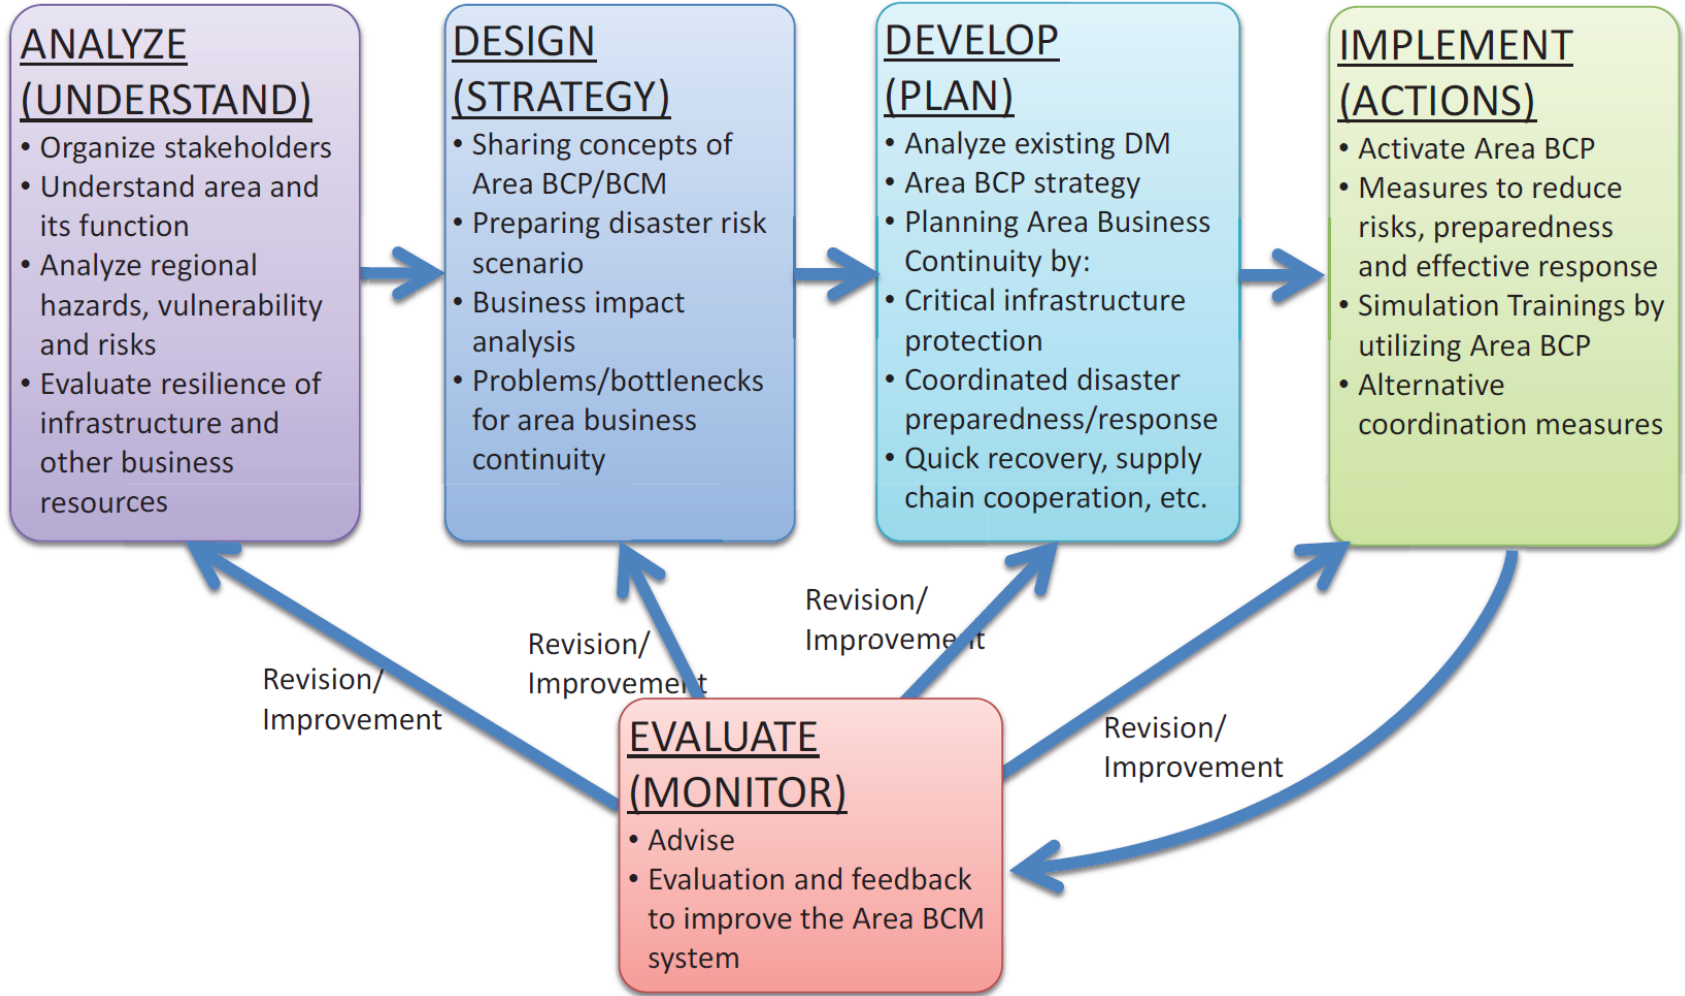 ANALYZE
(UNDERSTAND)
• Organize stakeholders
• Understand area and
its function
• Analyze regional
hazards, vulnerability
and risks
• Evaluate resilience of
infrastructure and
other business
resources
DESIGN
(STRATEGY)
• Sharing concepts of
Area BCP/BCM
• Preparing disaster risk
scenario
• Business impact
analysis
• Problems/bottlenecks
for area business
continuity
DEVELOP
(PLAN)
• Analyze existing DM
• Area BCP strategy
• Planning Area Business
Continuity by:
• Critical infrastructure
protection
• Coordinated disaster
preparedness/response
• Quick recovery, supply
chain cooperation, etc.
IMPLEMENT
(ACTIONS)
• Activate Area BCP
• Measures to reduce
risks, preparedness
and effective response
• Simulation Trainings by
utilizing Area BCP
• Alternative
coordination measures
Revision/
Improvement
Revision/
Improvement
Revision/
Improvement
Revision/
Improvement
EVALUATE
(MONITOR)
• Advise
• Evaluation and feedback
to improve the Area BCM
system